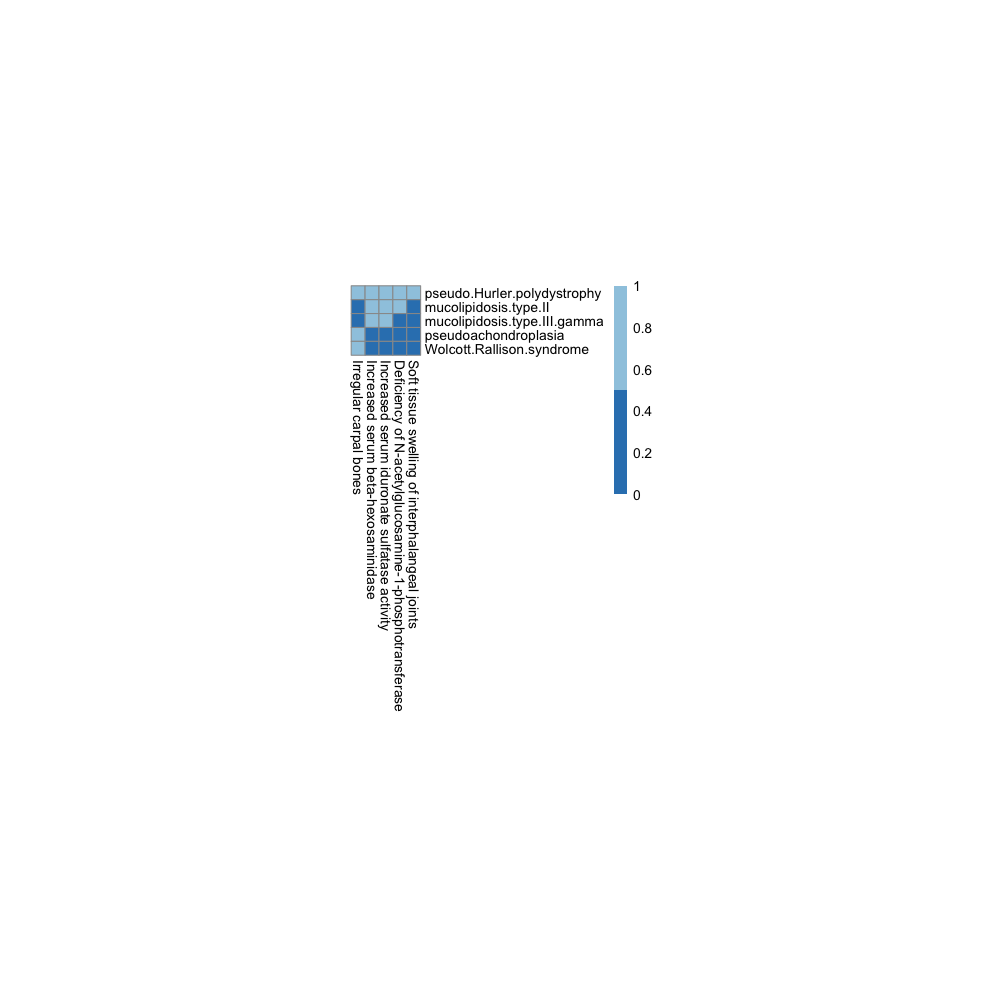 pseudo.Hurler.polydystrophy
mucolipidosis.type.II
mucolipidosis.type.III.gamma
pseudoachondroplasia
Wolcott.Rallison.syndrome
1
0.8
0.6
0.4
0.2
0
Irregular carpal bones
Increased serum beta-hexosaminidase
Increased serum iduronate sulfatase activity
Deficiency of N-acetylglucosamine-1-phosphotransferase
Soft tissue swelling of interphalangeal joints